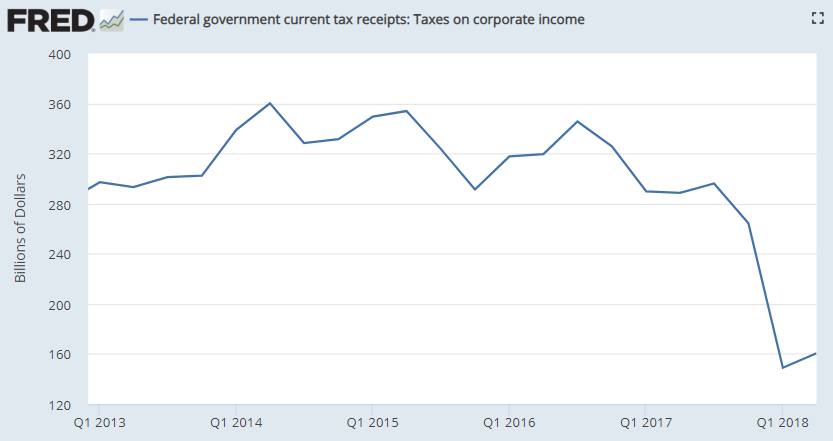 FRED
Federal government current tax receipts: Taxes on corporate income
400
360
320
280
240
200
160
120
Billions of Dollars
Q1 2013 Q1 2014 Q1 2015 Q1 2016 Q1 2017 Q1 2018